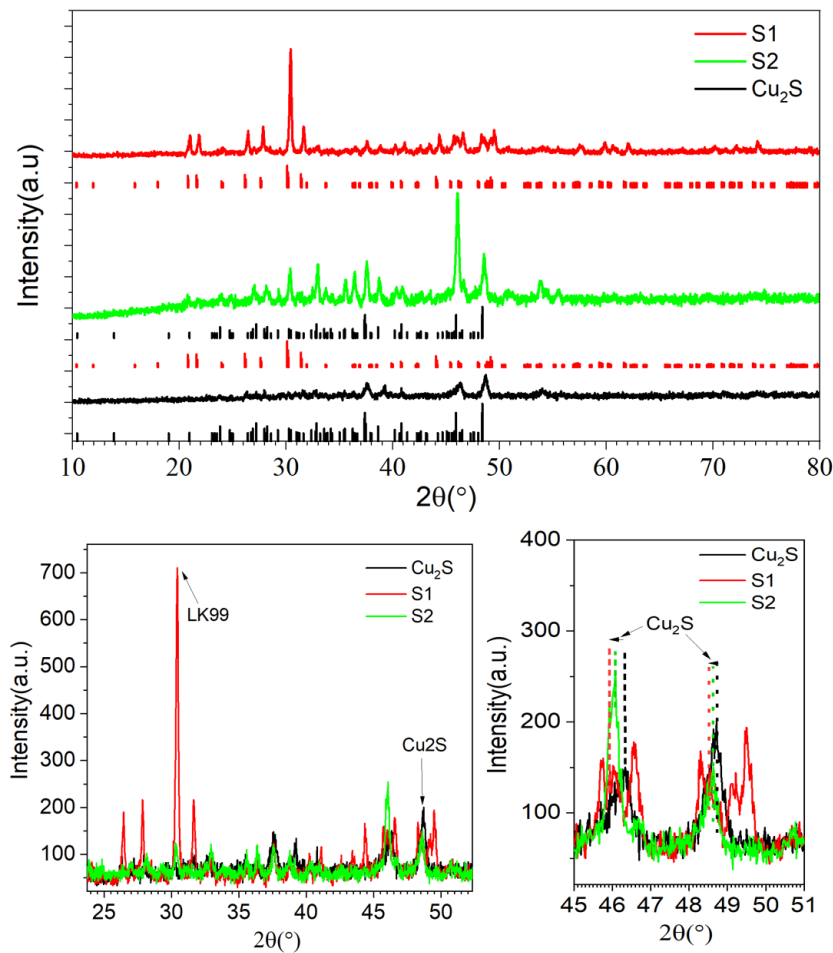 S1
S2
Cu₂S
Intensity(a.u)
10 20 30 40 50 60 70 80
2θ(°)
700
600
500
400
300
200
100
Intensity(a.u.)
Cu₂S
S1
S2
LK99
Cu2S
25 30 35 40 45 50
2θ(°)
400
300
200
100
Intensity(a.u.)
Cu₂S
S1
S2
Cu₂S
45 46 47 48 49 50 51
2θ(°)